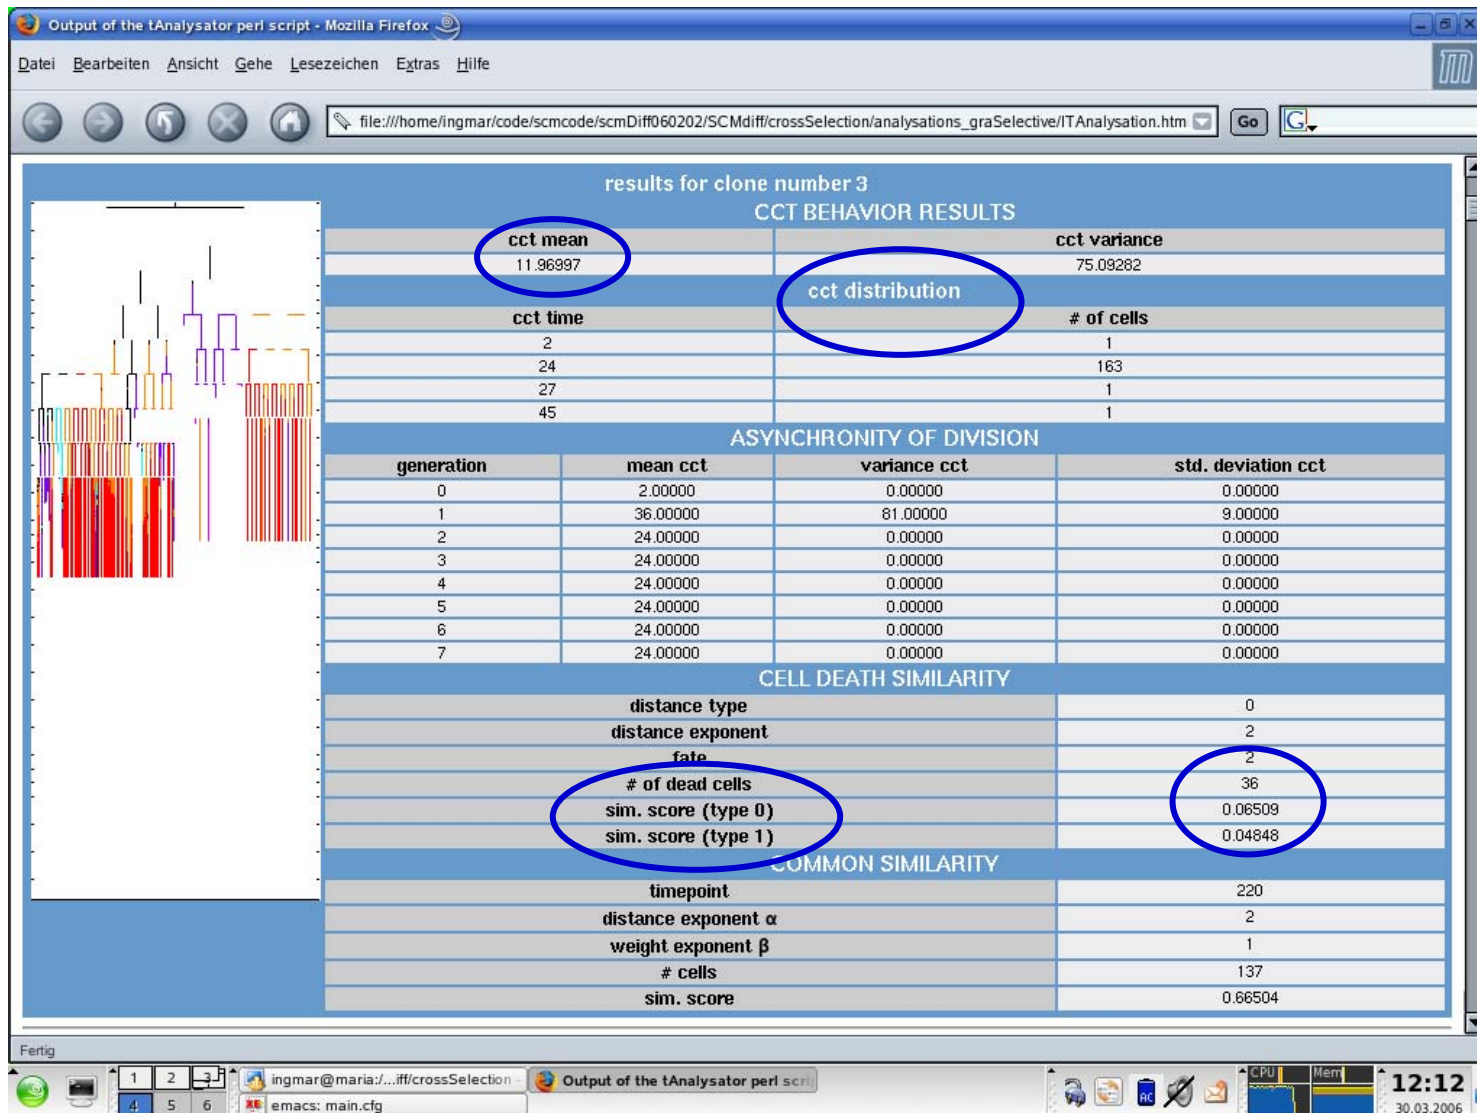 Output of the tAnalysator perl script - Mozilla Firefox
Datei Bearbeiten Ansicht Gehe Lesezeichen Extras Hilfe
file:///home/ingmar/code/scmcode/scmDiff060202/SCMdiff/crossSelection/analysations_graSelective/ITAnalysation.htm Go G
results for clone number 3
CCT BEHAVIOR RESULTS
cct mean cct variance
11.96997 75.09282
cct distribution
cct time # of cells
2 1
24 163
27 1
45 1
ASYNCHRONITY OF DIVISION
generation mean cct variance cct std. deviation cct
0 2.00000 0.00000 0.00000
1 36.00000 81.00000 9.00000
2 24.00000 0.00000 0.00000
3 24.00000 0.00000 0.00000
4 24.00000 0.00000 0.00000
5 24.00000 0.00000 0.00000
6 24.00000 0.00000 0.00000
7 24.00000 0.00000 0.00000
CELL DEATH SIMILARITY
distance type 0
distance exponent 2
fate 2
# of dead cells 36
sim. score (type 0) 0.06509
sim. score (type 1) 0.04848
COMMON SIMILARITY
timepoint 220
distance exponent α 2
weight exponent β 1
# cells 137
sim. score 0.66504
Fertig
1 2 3 ingmar@maria:/...iff/crossSelection - Output of the tAnalysator perl scri CPU Mem 12:12
4 5 6 emacs: main.cfg AC 30.03.2006